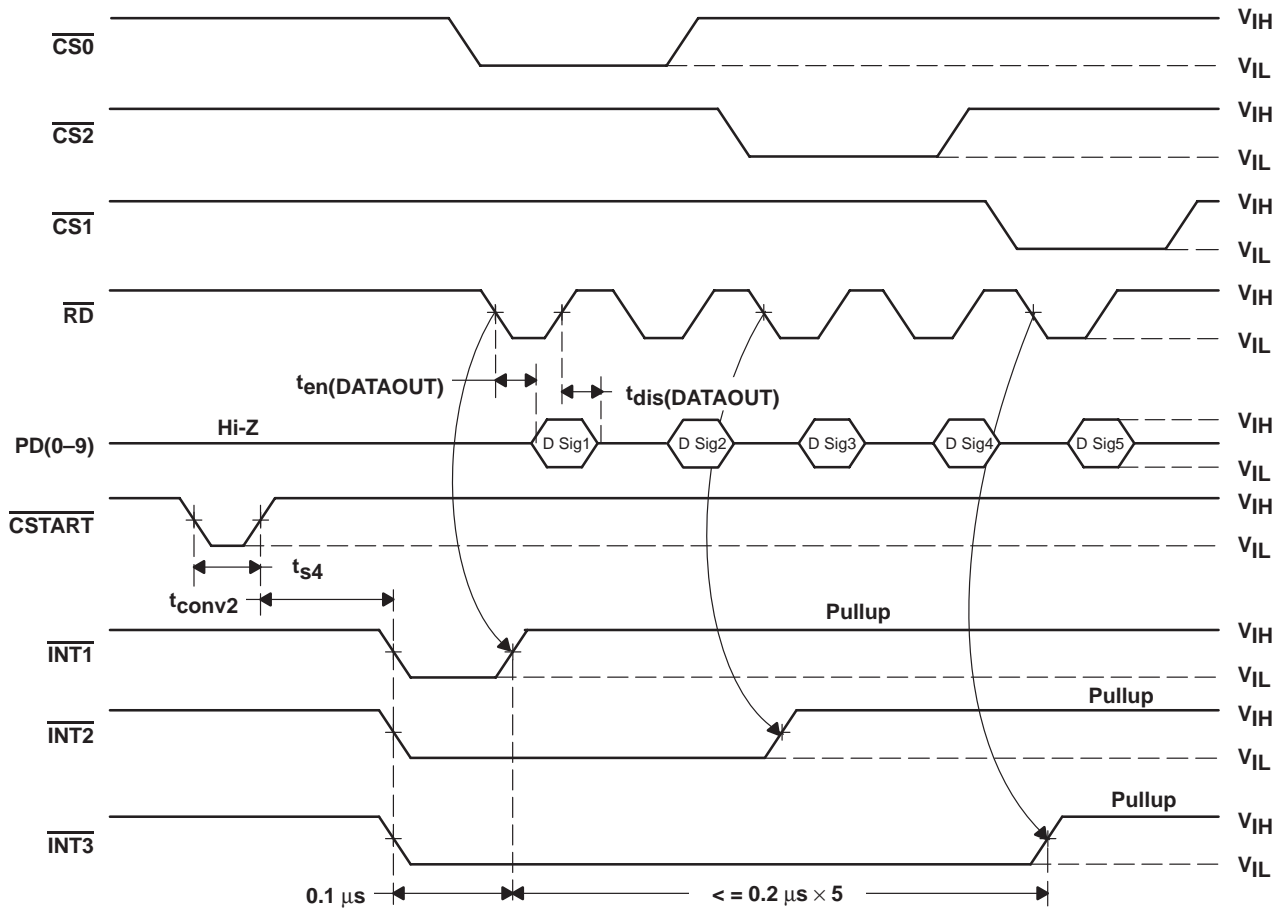 CS0
VIH
VIL
CS2
VIH
VIL
CS1
VIH
VIL
RD
VIH
VIL
ten(DATAOUT)
tdis(DATAOUT)
Hi-Z
PD(0–9)
D Sig1
D Sig2
D Sig3
D Sig4
D Sig5
VIH
VIL
CSTART
VIH
VIL
ts4
tconv2
Pullup
INT1
VIH
VIL
Pullup
INT2
VIH
VIL
Pullup
INT3
VIH
VIL
0.1 μs
< = 0.2 μs × 5